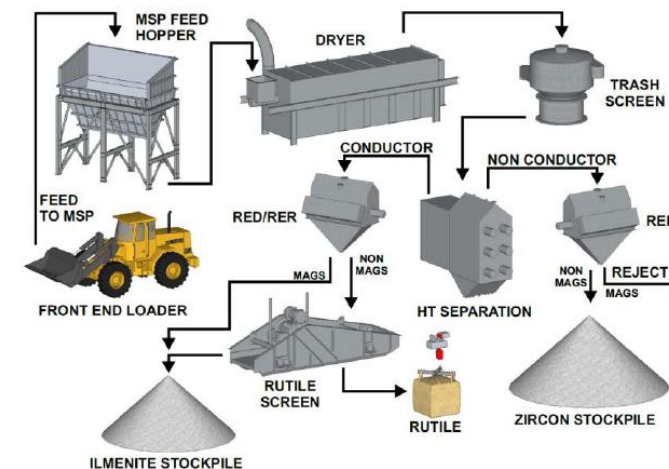 MSP FEED
HOPPER
DRYER
TRASH
SCREEN
CONDUCTOR
NON CONDUCTOR
FEED
TO MSP
RED/RER
NON
MAGS
MAGS
FRONT END LOADER
HT SEPARATION
NON
MAGS
REJECT
MAGS
RUTILE
SCREEN
RUTILE
ZIRCON STOCKPILE
ILMENITE STOCKPILE